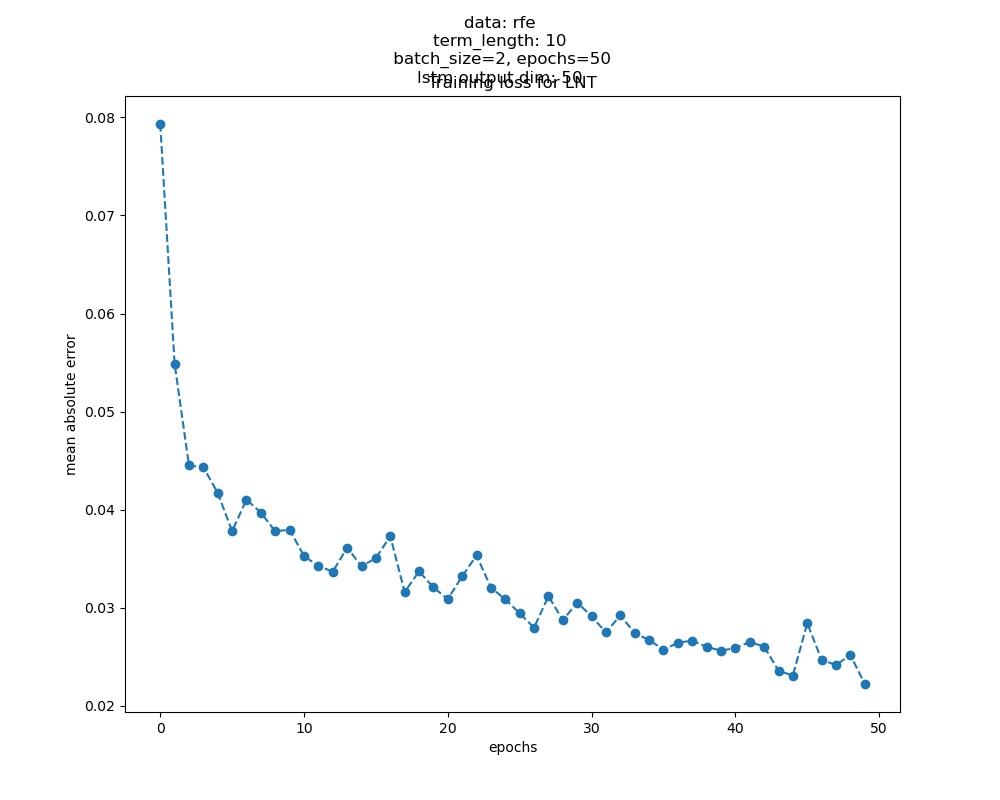 data: rfe
term_length: 10
batch_size=2, epochs=50
lstm output dim: 50
Training loss for LNT
0.08
0.07
0.06
0.05
0.04
0.03
0.02
mean absolute error
0 10 20 30 40 50
epochs